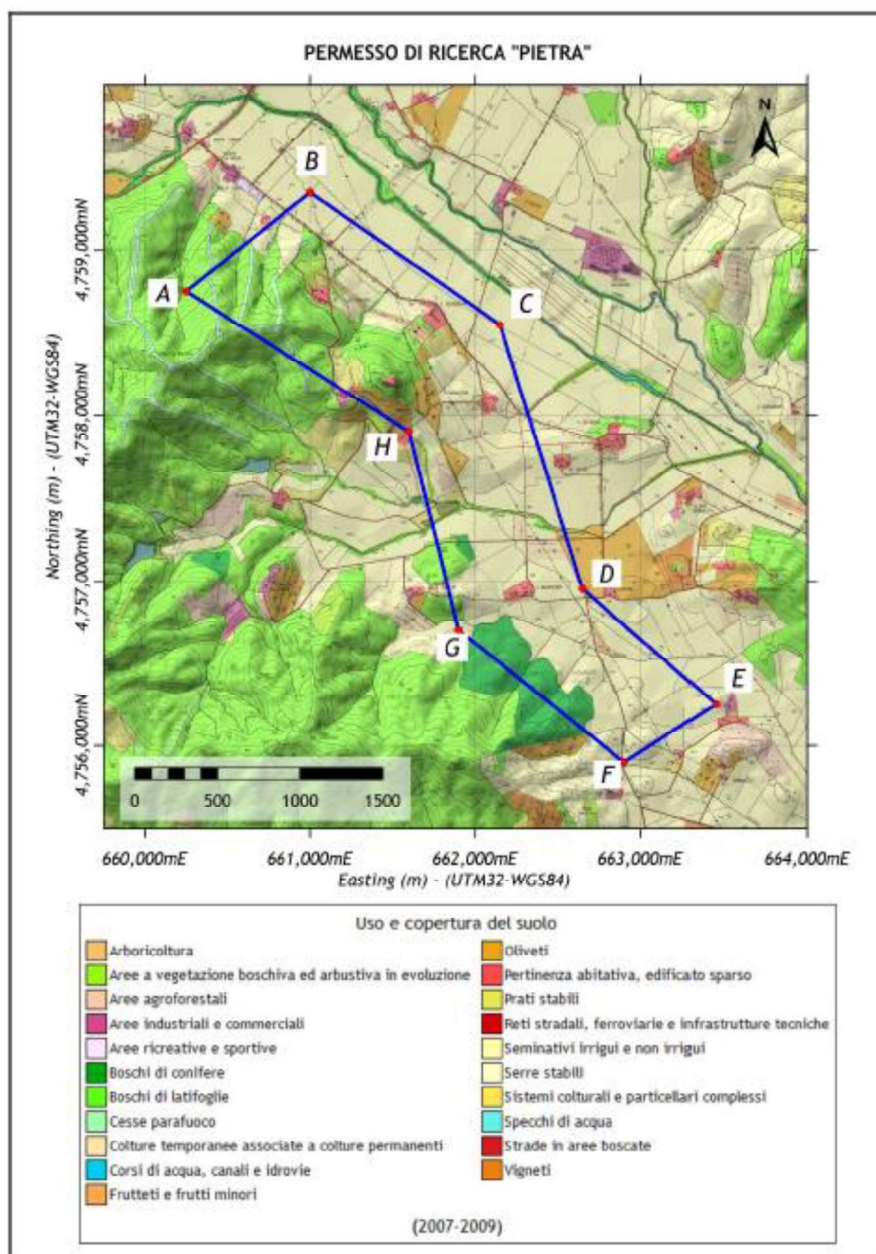 PERMESSO DI RICERCA "PIETRA"
N
B
A
C
H
D
G
E
F
4,759,000mN
4,758,000mN
4,757,000mN
4,756,000mN
Northing (m) - (UTM32-WGS84)
0 500 1000 1500
660,000mE 661,000mE 662,000mE 663,000mE 664,000mE
Easting (m) - (UTM32-WGS84)
Uso e copertura del suolo
Arboricoltura
Aree a vegetazione boschiva ed arbustiva in evoluzione
Aree agroforestali
Aree industriali e commerciali
Aree ricreative e sportive
Boschi di conifere
Boschi di latifoglie
Cesse parafuoco
Colture temporanee associate a colture permanenti
Corsi di acqua, canali e idrovie
Frutteti e frutti minori
Oliveti
Pertinenza abitativa, edificato sparso
Prati stabili
Reti stradali, ferroviarie e infrastrutture tecniche
Seminativi irrigui e non irrigui
Serre stabili
Sistemi colturali e particellari complessi
Specchi di acqua
Strade in aree boscate
Vigneti
(2007-2009)